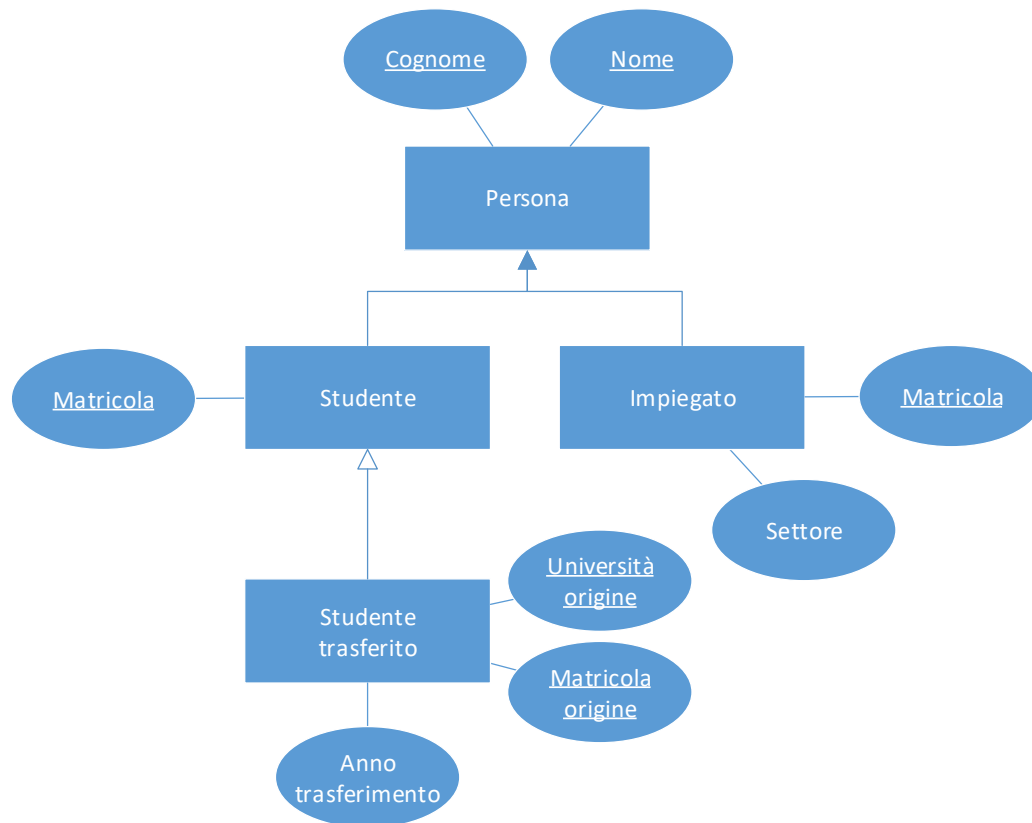 Cognome
Nome
Persona
Matricola
Studente
Impiegato
Matricola
Settore
Università
origine
Studente
trasferito
Matricola
origine
Anno
trasferimento